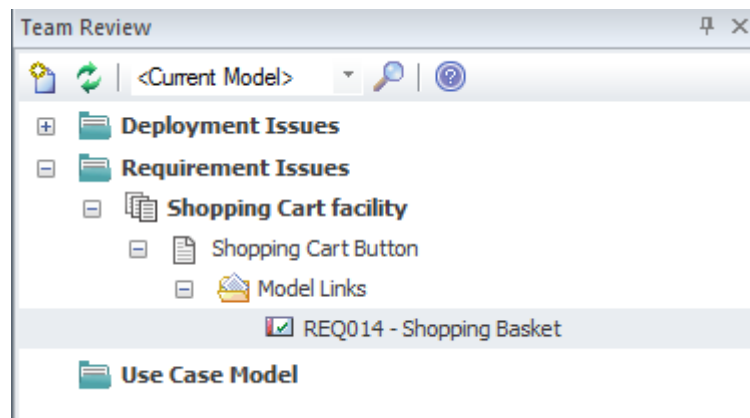 Team Review
<Current Model>
Deployment Issues
Requirement Issues
Shopping Cart facility
Shopping Cart Button
Model Links
REQ014 - Shopping Basket
Use Case Model